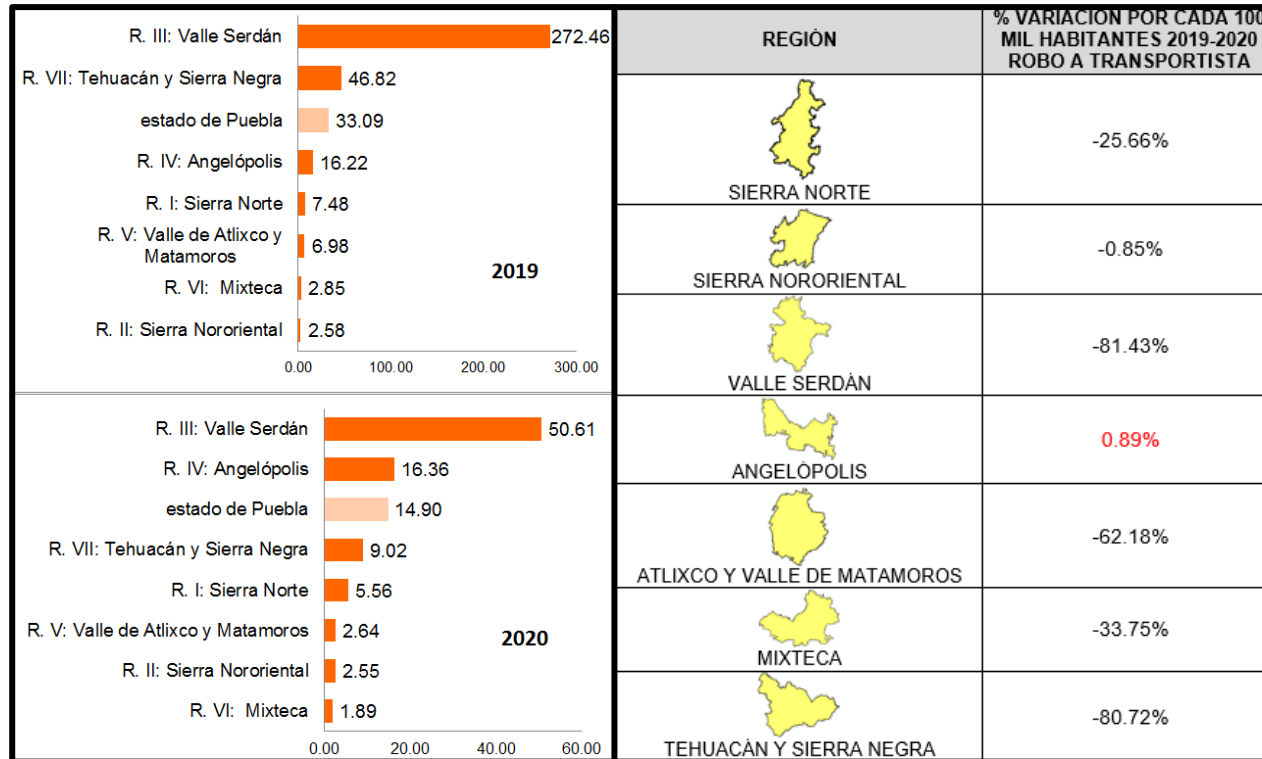 R. III: Valle Serdán 272.46
R. VII: Tehuacán y Sierra Negra 46.82
estado de Puebla 33.09
R. IV: Angelópolis 16.22
R. I: Sierra Norte 7.48
R. V: Valle de Atlixco y
Matamoros 6.98
R. VI: Mixteca 2.85
R. II: Sierra Nororiental 2.58
2019
0.00 100.00 200.00 300.00
R. III: Valle Serdán 50.61
R. IV: Angelópolis 16.36
estado de Puebla 14.90
R. VII: Tehuacán y Sierra Negra 9.02
R. I: Sierra Norte 5.56
R. V: Valle de Atlixco y Matamoros 2.64
R. II: Sierra Nororiental 2.55
R. VI: Mixteca 1.89
2020
0.00 20.00 40.00 60.00
REGIÓN
% VARIACIÓN POR CADA 100
MIL HABITANTES 2019-2020
ROBO A TRANSPORTISTA
SIERRA NORTE
-25.66%
SIERRA NORORIENTAL
-0.85%
VALLE SERDÁN
-81.43%
ANGELÓPOLIS
0.89%
ATLIXCO Y VALLE DE MATAMOROS
-62.18%
MIXTECA
-33.75%
TEHUACÁN Y SIERRA NEGRA
-80.72%